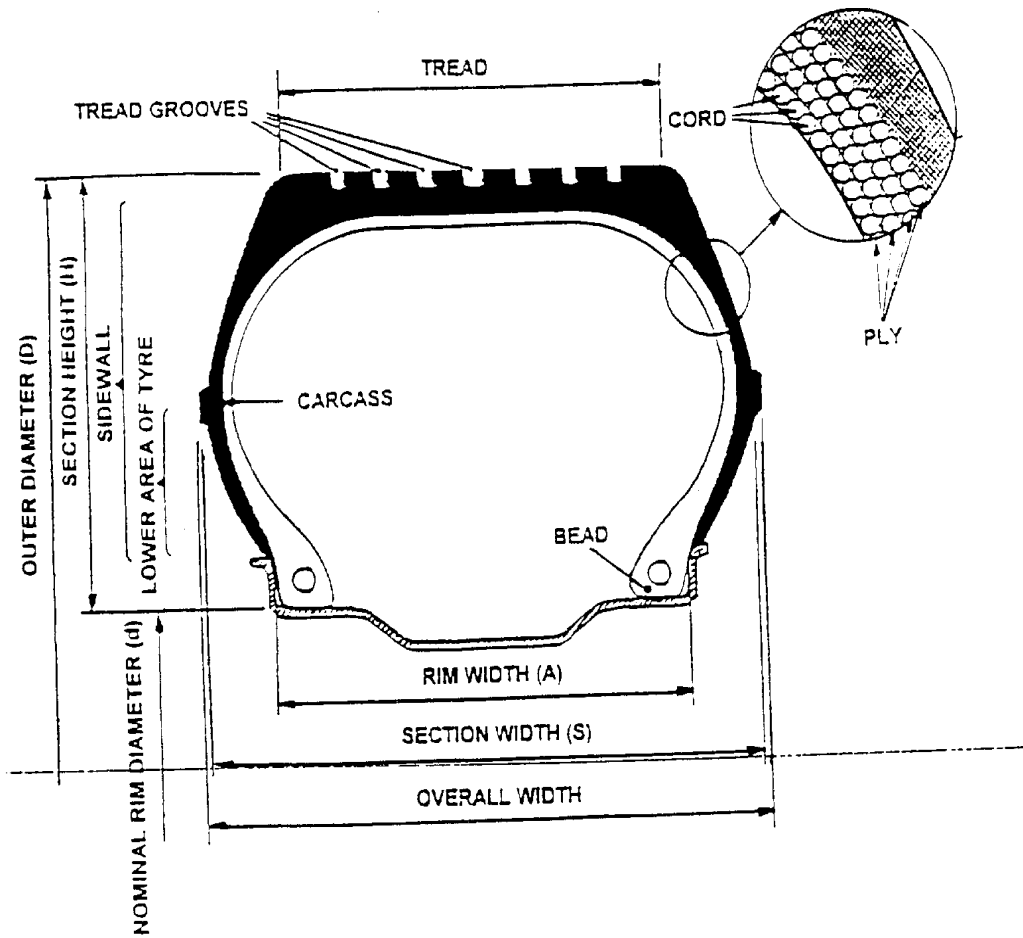 TREAD
TREAD GROOVES
CORD
PLY
OUTER DIAMETER (D)
SECTION HEIGHT (H)
SIDEWALL
LOWER AREA OF TYRE
CARCASS
BEAD
NOMINAL RIM DIAMETER (d)
RIM WIDTH (A)
SECTION WIDTH (S)
OVERALL WIDTH